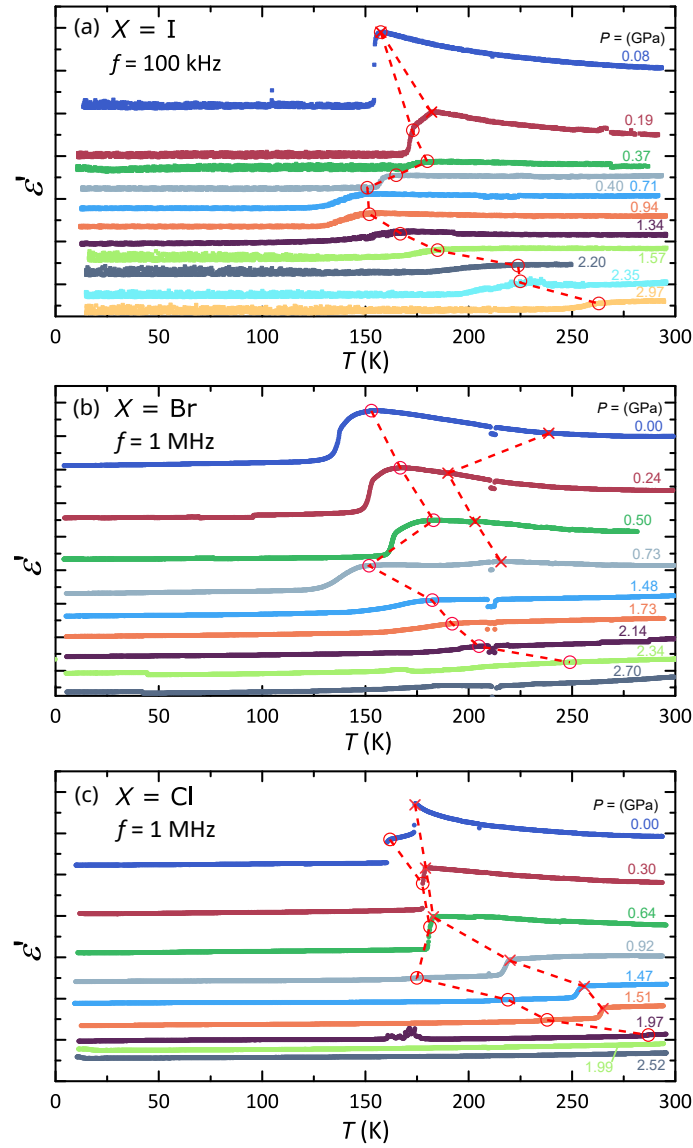 (a) X = I
f = 100 kHz
P = (GPa)
0.08
0.19
0.37
0.40 0.71
0.94
1.34
1.57
2.20
2.35
2.97
ε'
0 50 100 150 200 250 300
T (K)
(b) X = Br
f = 1 MHz
P = (GPa)
0.00
0.24
0.50
0.73
1.48
1.73
2.14
2.34
2.70
ε'
0 50 100 150 200 250 300
T (K)
(c) X = Cl
f = 1 MHz
P = (GPa)
0.00
0.30
0.64
0.92
1.47
1.51
1.97
1.99
2.52
ε'
0 50 100 150 200 250 300
T (K)